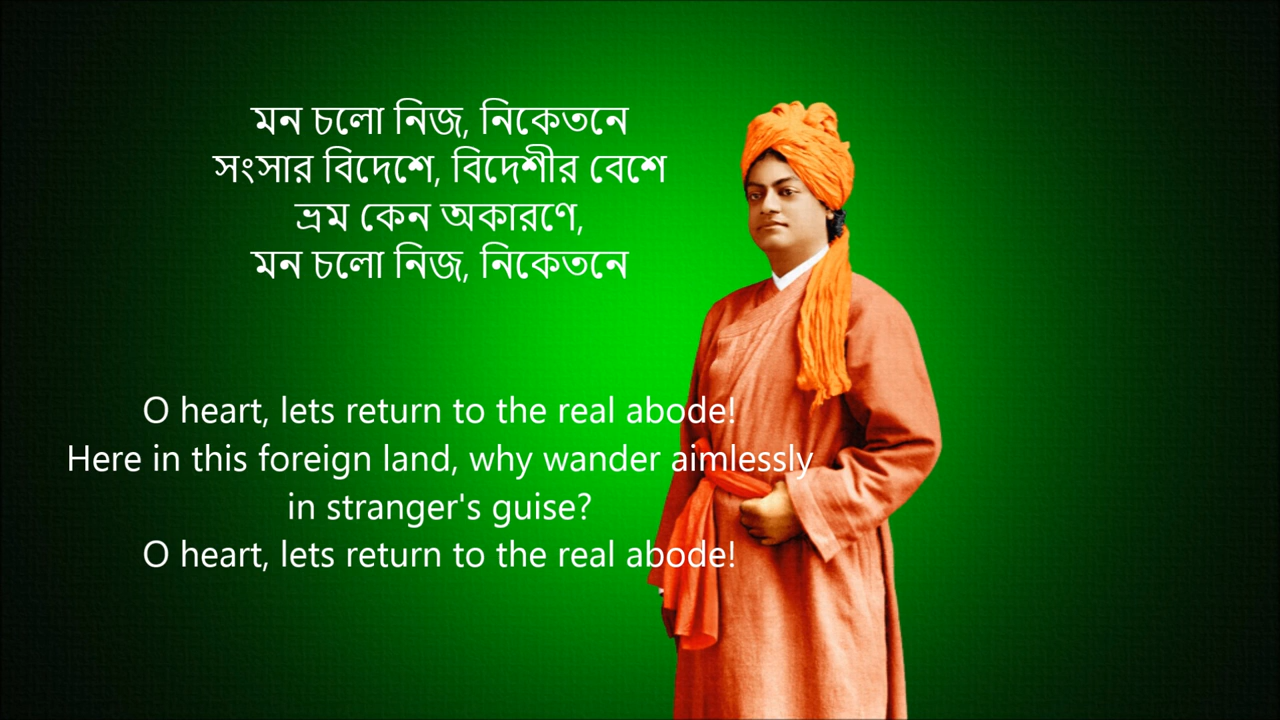 মন চলো নিজ, নিকেতনে
সংসার বিদেশে, বিদেশীর বেশে
ভ্রম কেন অকারণে,
মন চলো নিজ, নিকেতনে
O heart, lets return to the real abode!
Here in this foreign land, why wander aimlessly
in stranger's guise?
O heart, lets return to the real abode!